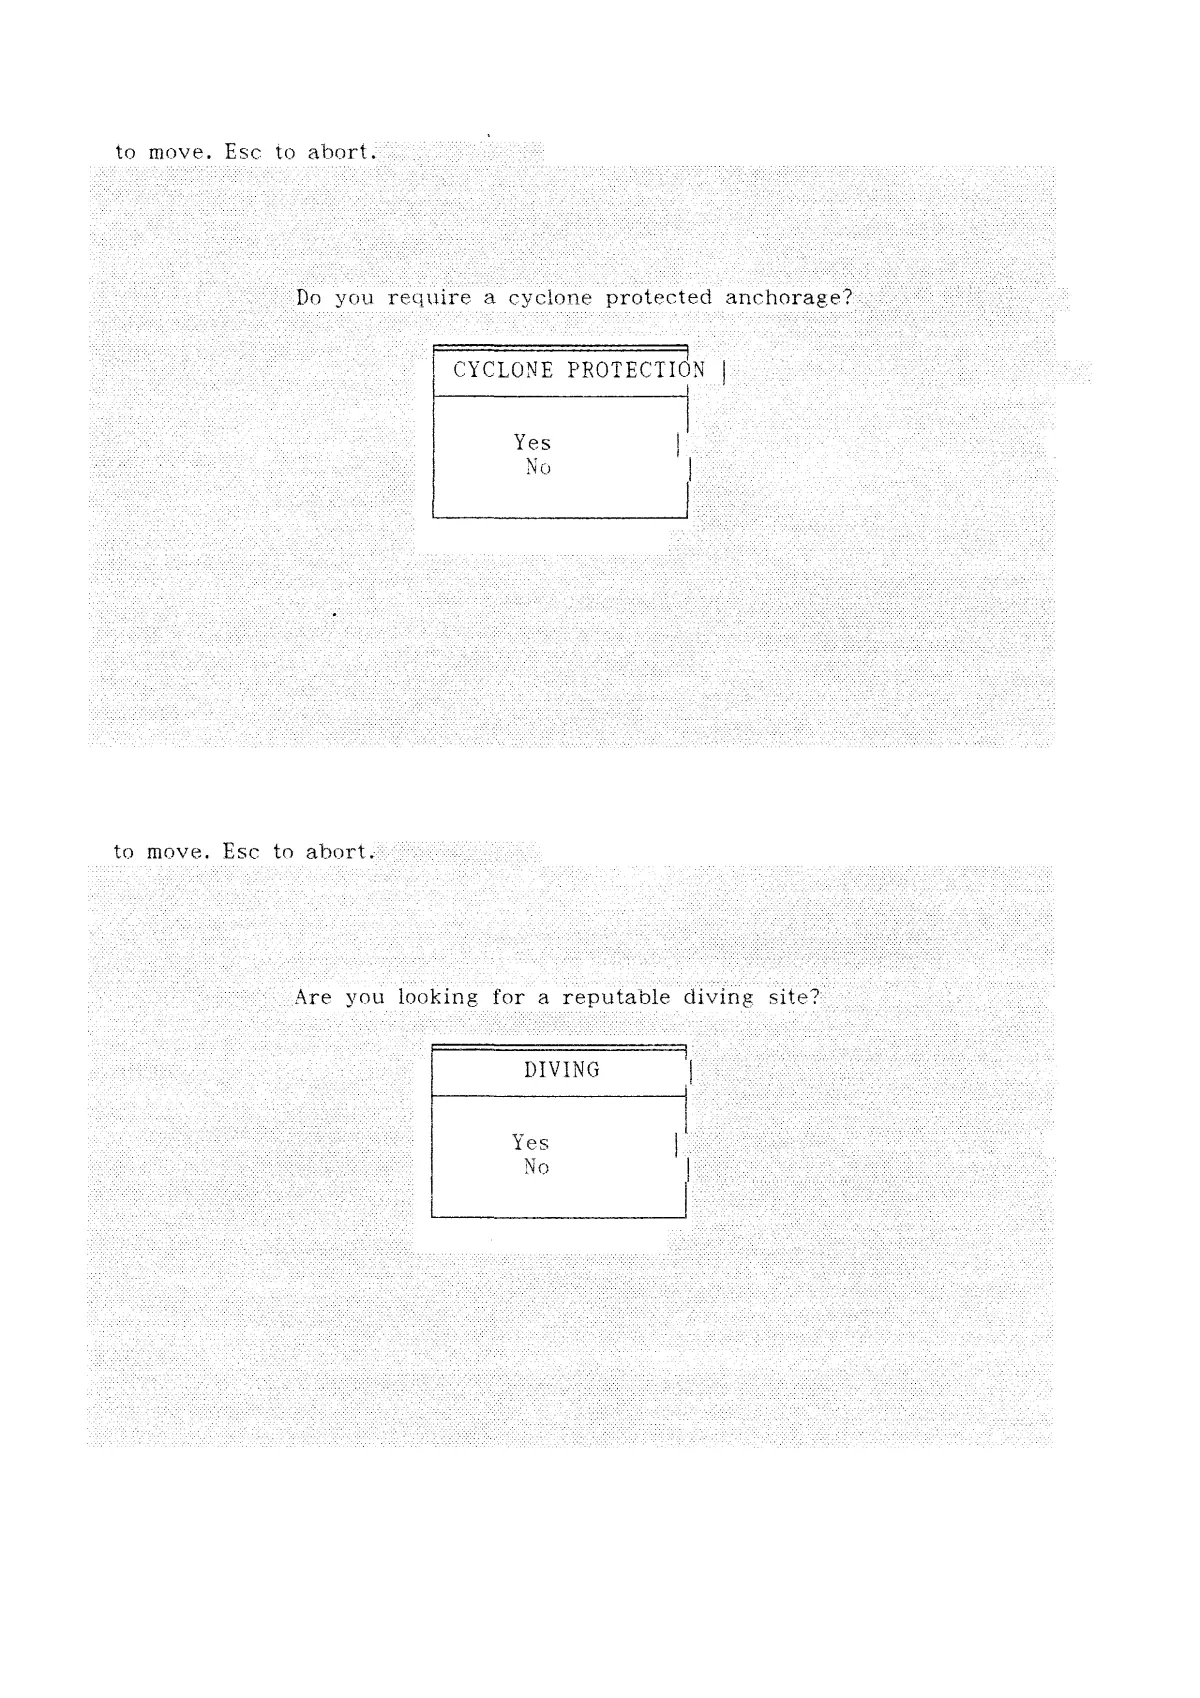 to move. Esc to abort.
Do you require a cyclone protected anchorage?
CYCLONE PROTECTION
Yes
No
to move. Esc to abort.
Are you looking for a reputable diving site?
DIVING
Yes
No